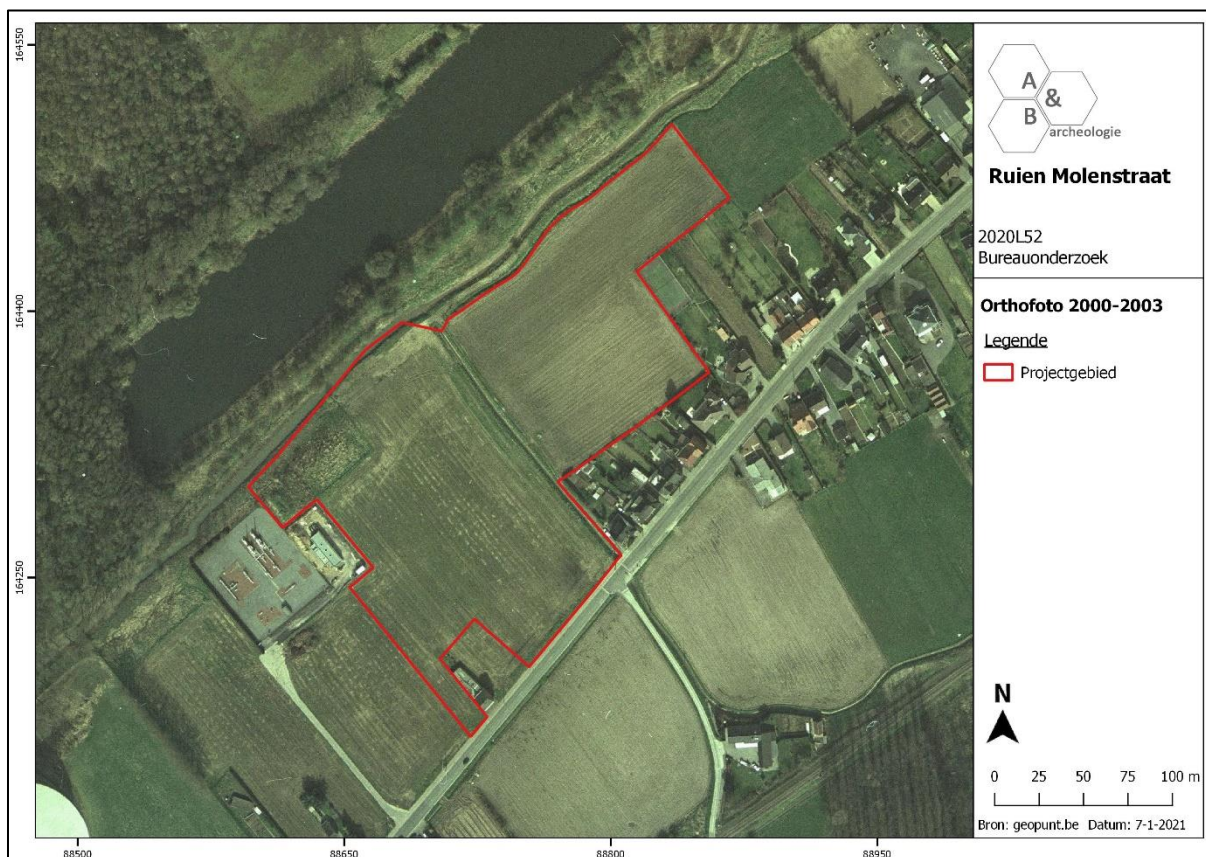 164550
164400
164250
88500
88650
88800
88950
A
&
B
archeologie
Ruien Molenstraat
2020L52
Bureauonderzoek
Orthofoto 2000-2003
Legende
Projectgebied
N
0 25 50 75 100 m
Bron: geopunt.be Datum: 7-1-2021